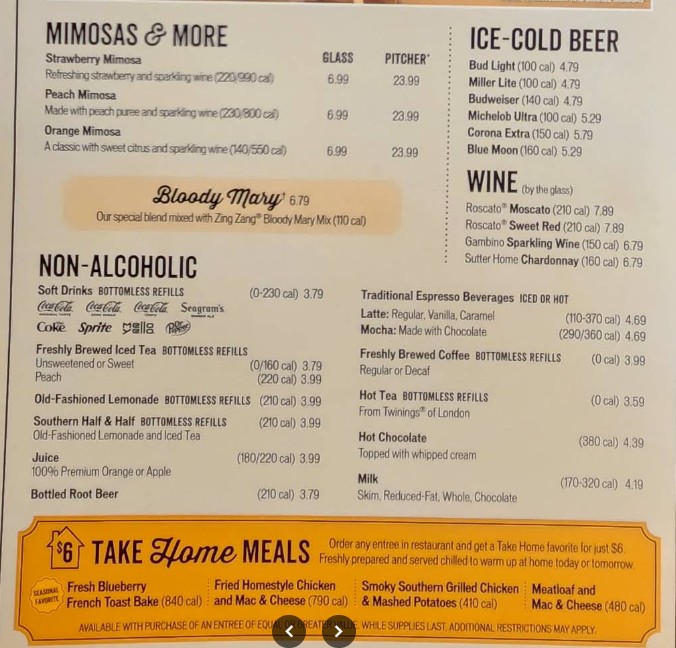 MIMOSAS & MORE
GLASS PITCHER*
Strawberry Mimosa
Refreshing strawberry and sparkling wine (220/990 cal) 6.99 23.99
Peach Mimosa
Made with peach puree and sparkling wine (230/800 cal) 6.99 23.99
Orange Mimosa
A classic with sweet citrus and sparkling wine (140/550 cal) 6.99 23.99
Bloody Mary† 6.79
Our special blend mixed with Zing Zang® Bloody Mary Mix (110 cal)
ICE-COLD BEER
Bud Light (100 cal) 4.79
Miller Lite (100 cal) 4.79
Budweiser (140 cal) 4.79
Michelob Ultra (100 cal) 5.29
Corona Extra (150 cal) 5.79
Blue Moon (160 cal) 5.29
WINE (by the glass)
Roscato® Moscato (210 cal) 7.89
Roscato® Sweet Red (210 cal) 7.89
Gambino Sparkling Wine (150 cal) 6.79
Sutter Home Chardonnay (160 cal) 6.79
NON-ALCOHOLIC
Soft Drinks BOTTOMLESS REFILLS (0-230 cal) 3.79
Coca-Cola Coca-Cola Coca-Cola Seagram's
Coke Sprite
Freshly Brewed Iced Tea BOTTOMLESS REFILLS
Unsweetened or Sweet (0/160 cal) 3.79
Peach (220 cal) 3.99
Old-Fashioned Lemonade BOTTOMLESS REFILLS (210 cal) 3.99
Southern Half & Half BOTTOMLESS REFILLS (210 cal) 3.99
Old-Fashioned Lemonade and Iced Tea
Juice (180/220 cal) 3.99
100% Premium Orange or Apple
Bottled Root Beer (210 cal) 3.79
Traditional Espresso Beverages ICED OR HOT
Latte: Regular, Vanilla, Caramel (110-370 cal) 4.69
Mocha: Made with Chocolate (290/360 cal) 4.69
Freshly Brewed Coffee BOTTOMLESS REFILLS (0 cal) 3.99
Regular or Decaf
Hot Tea BOTTOMLESS REFILLS (0 cal) 3.59
From Twinings® of London
Hot Chocolate (380 cal) 4.39
Topped with whipped cream
Milk (170-320 cal) 4.19
Skim, Reduced-Fat, Whole, Chocolate
$6 TAKE Home MEALS
Order any entree in restaurant and get a Take Home favorite for just $6.
Freshly prepared and served chilled to warm up at home today or tomorrow.
SEASONAL
FAVORITE
Fresh Blueberry
French Toast Bake (840 cal)
Fried Homestyle Chicken
and Mac & Cheese (790 cal)
Smoky Southern Grilled Chicken
& Mashed Potatoes (410 cal)
Meatloaf and
Mac & Cheese (480 cal)
AVAILABLE WITH PURCHASE OF AN ENTREE OF EQUAL OR GREATER VALUE. WHILE SUPPLIES LAST. ADDITIONAL RESTRICTIONS MAY APPLY.